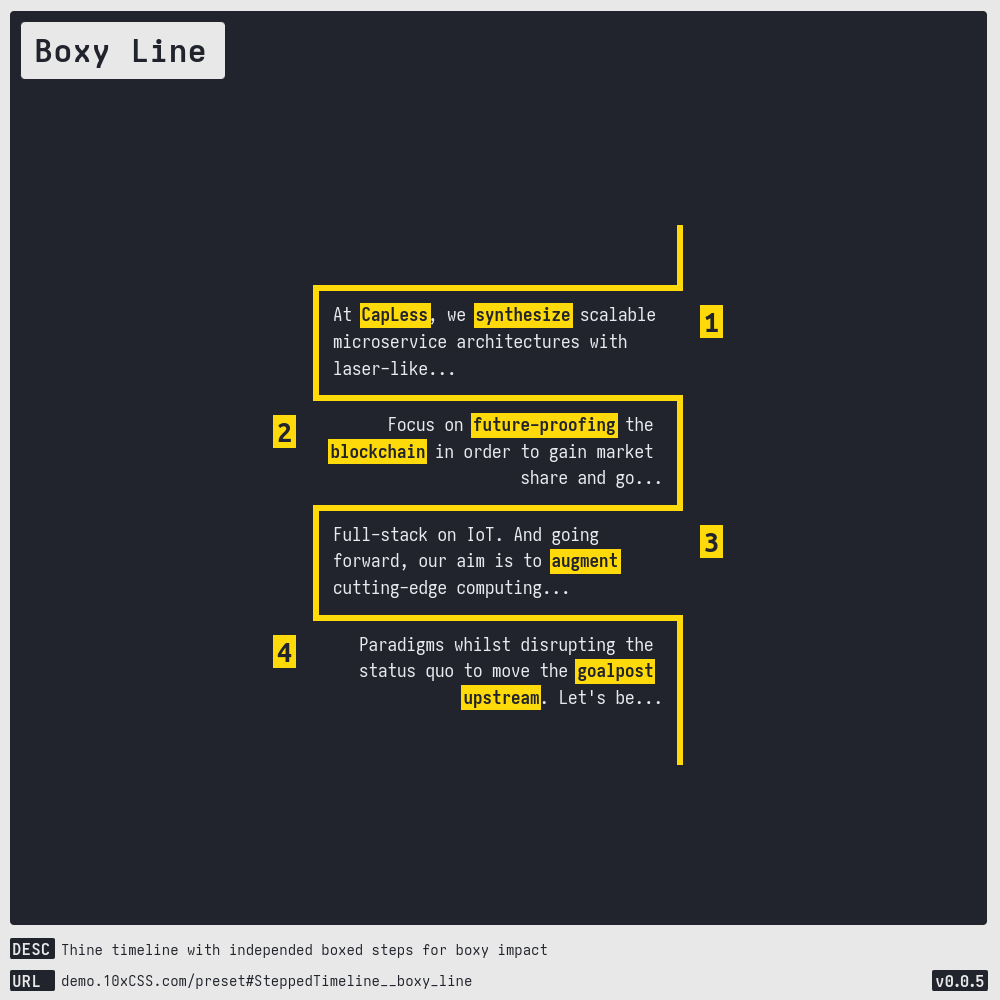 Boxy Line
At CapLess, we synthesize scalable
microservice architectures with
laser-like...
1
2
Focus on future-proofing the
blockchain in order to gain market
share and go...
Full-stack on IoT. And going
forward, our aim is to augment
cutting-edge computing...
3
4
Paradigms whilst disrupting the
status quo to move the goalpost
upstream. Let's be...
DESC Thine timeline with independed boxed steps for boxy impact
URL demo.10xCSS.com/preset#SteppedTimeline__boxy_line
v0.0.5